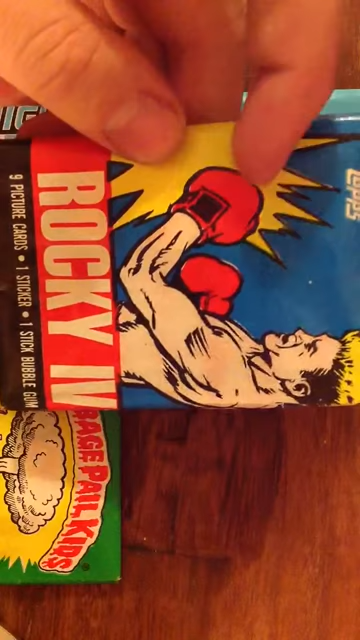 topps
ROCKY IV
9 PICTURE CARDS • 1 STICKER • 1 STICK BUBBLE GUM
BAGE PAIL KIDS®